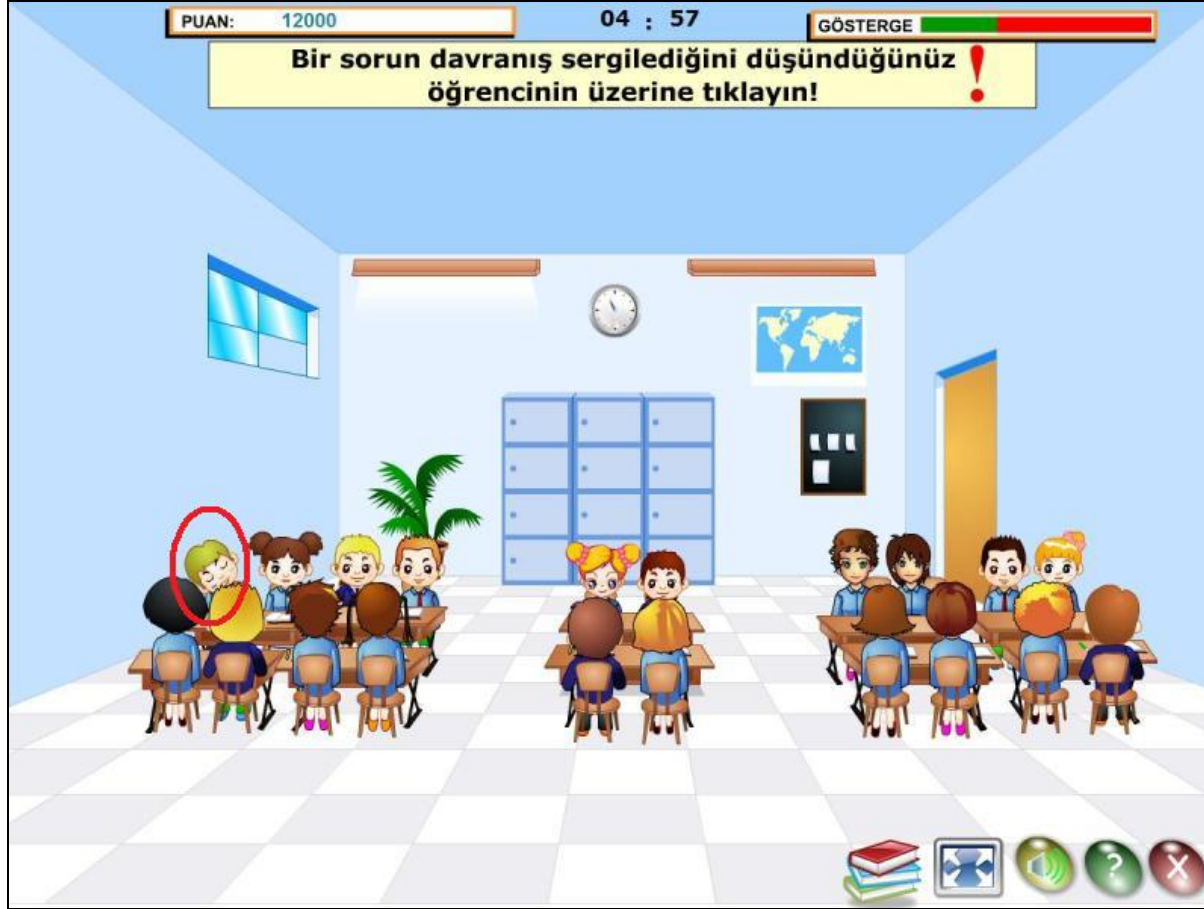 PUAN: 12000
04 : 57
GÖSTERGE
Bir sorun davranış sergilediğini düşündüğünüz
öğrencinin üzerine tıklayın!
!
?
X